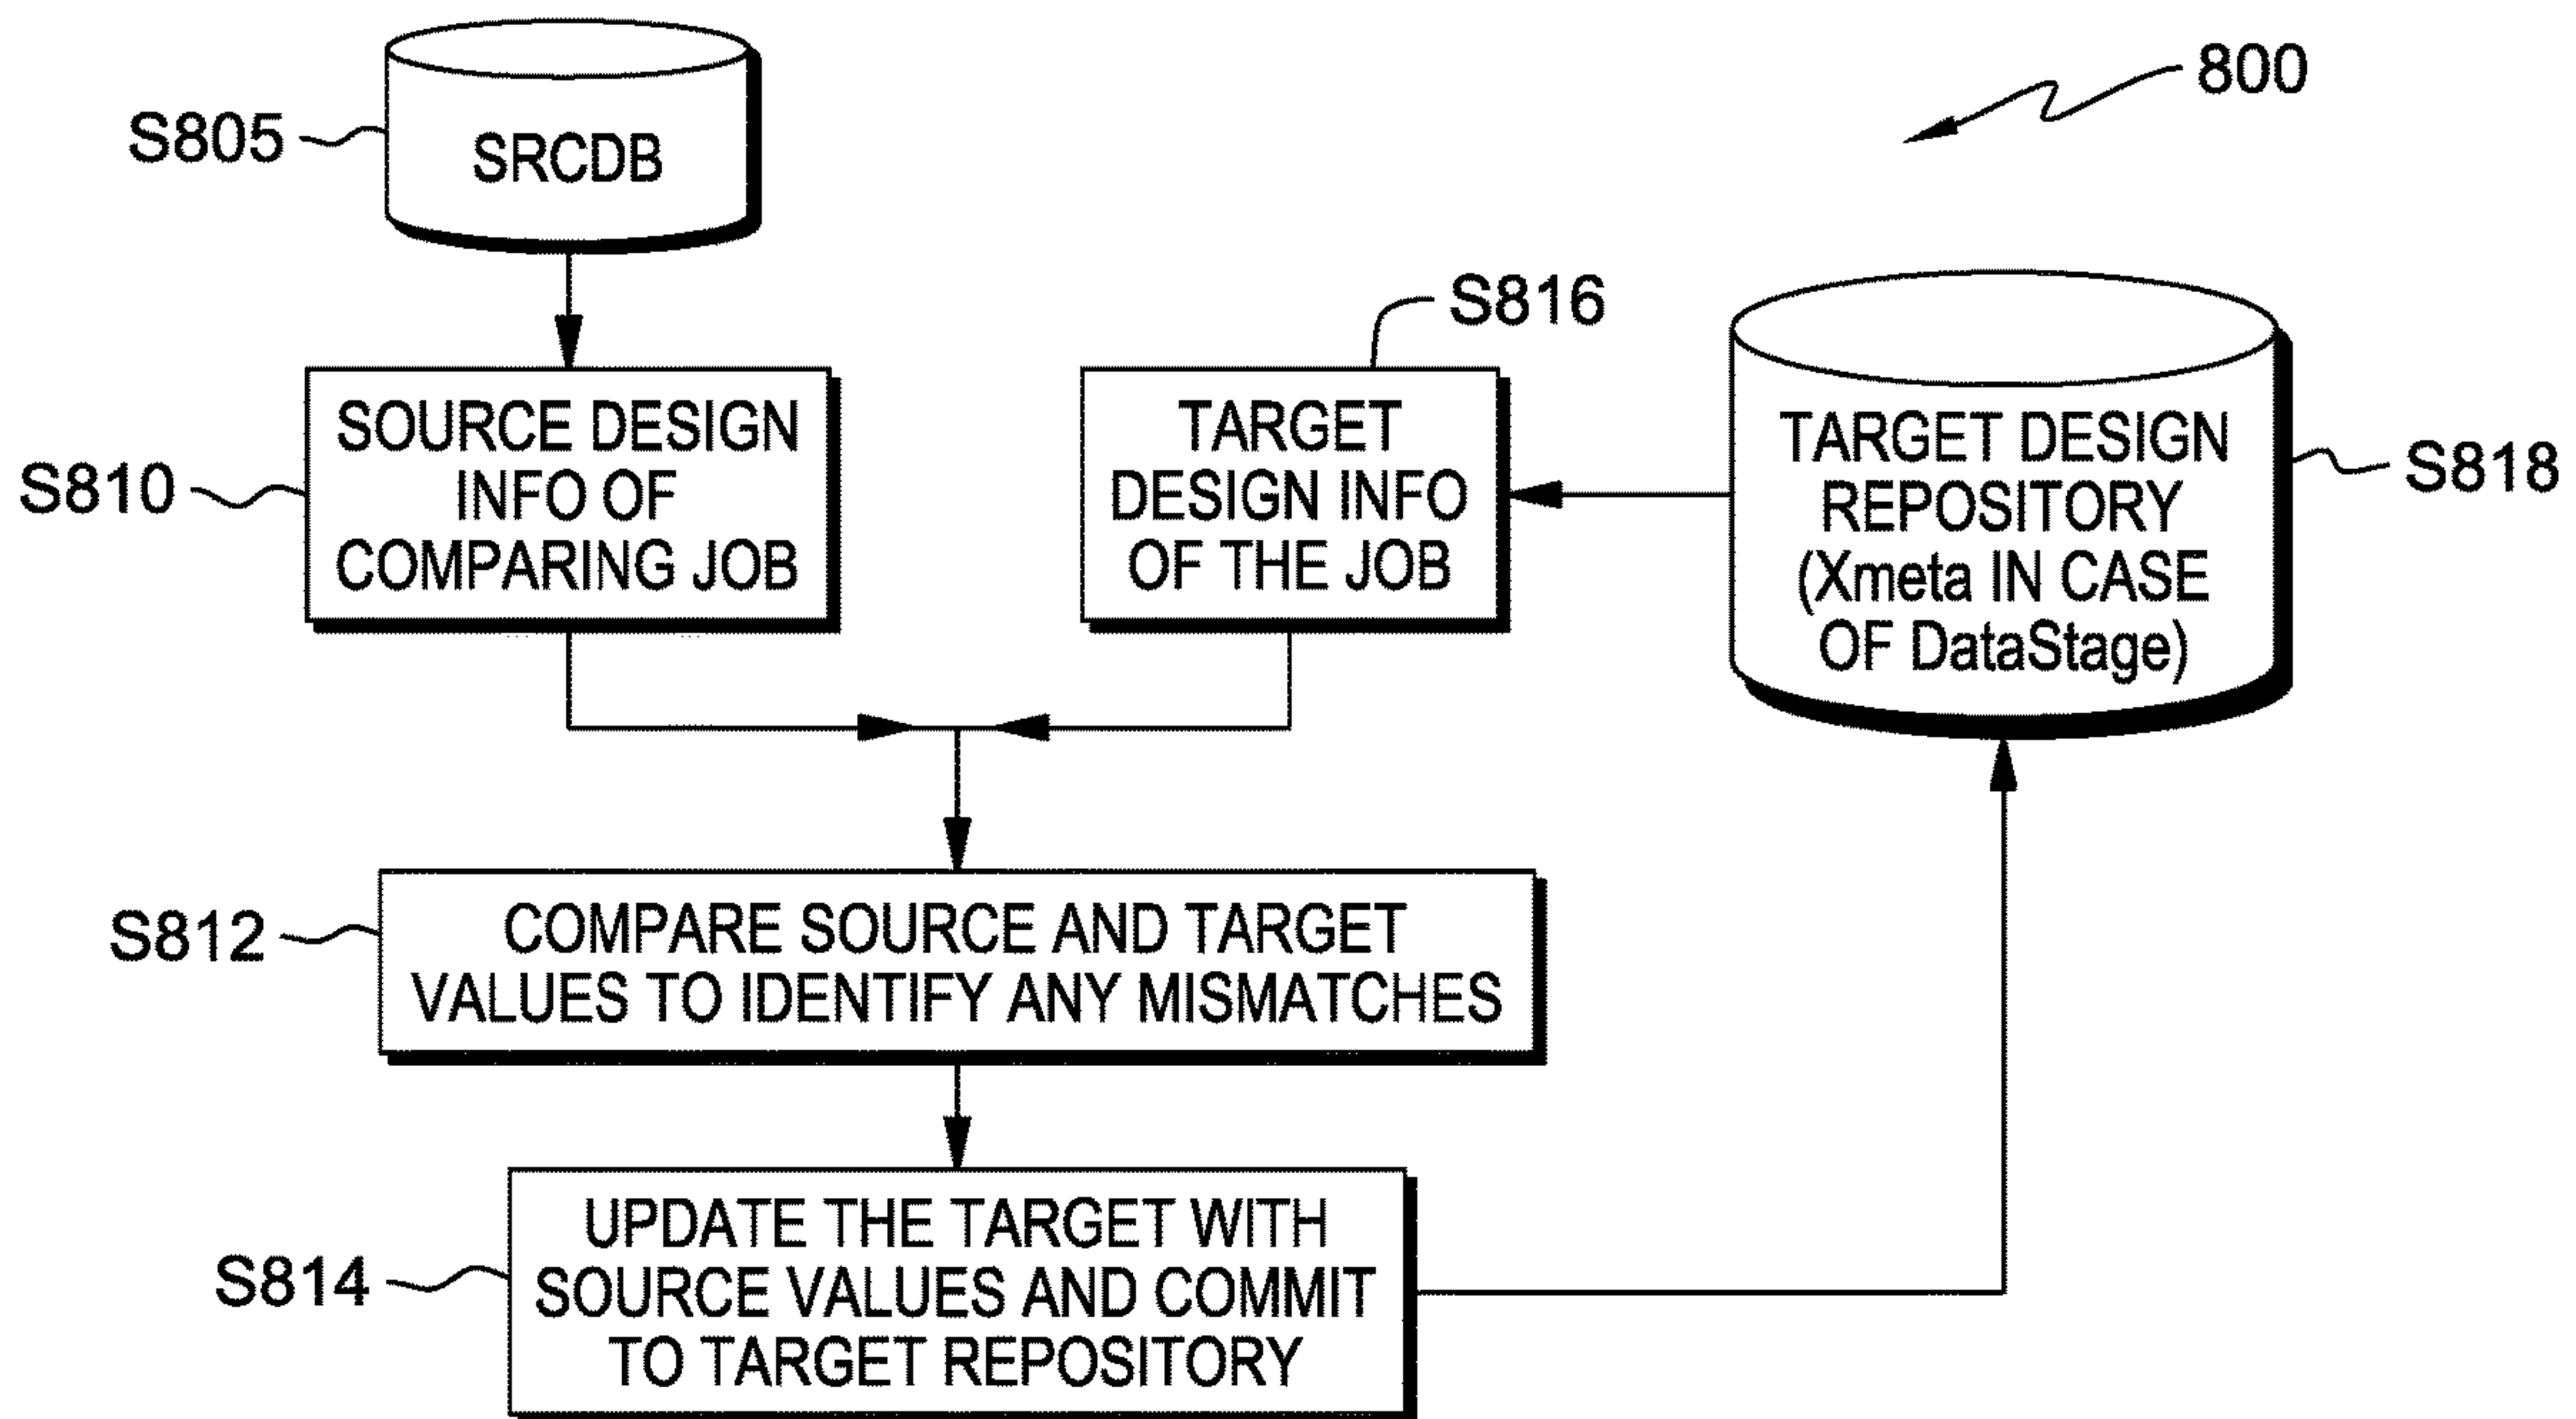 800
S805
SRCDB
S816
S810
SOURCE DESIGN
INFO OF
COMPARING JOB
TARGET
DESIGN INFO
OF THE JOB
TARGET DESIGN
REPOSITORY
(Xmeta IN CASE
OF DataStage)
S818
S812
COMPARE SOURCE AND TARGET
VALUES TO IDENTIFY ANY MISMATCHES
S814
UPDATE THE TARGET WITH
SOURCE VALUES AND COMMIT
TO TARGET REPOSITORY